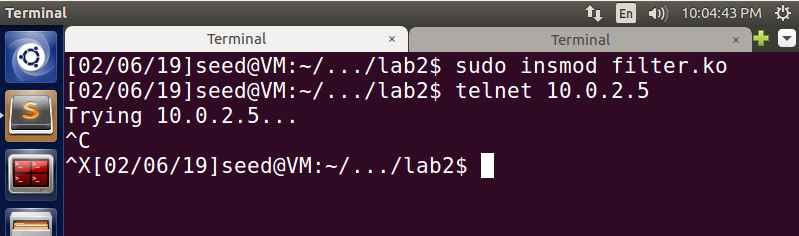 Terminal
En
10:04:43 PM
Terminal ×
Terminal ×
[02/06/19]seed@VM:~/.../lab2$ sudo insmod filter.ko
[02/06/19]seed@VM:~/.../lab2$ telnet 10.0.2.5
Trying 10.0.2.5...
^C
^X[02/06/19]seed@VM:~/.../lab2$